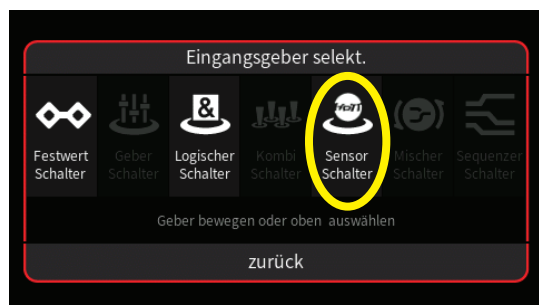 Eingangsgeber selekt.
&
HoTT
Festwert Geber Logischer Kombi Sensor Mischer Sequenzer
Schalter Schalter Schalter Schalter Schalter Schalter Schalter
Geber bewegen oder oben auswählen
zurück